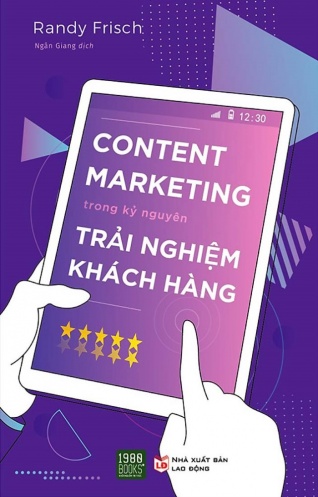 Randy Frisch
Ngân Giang dịch
12:30
CONTENT
MARKETING
trong kỷ nguyên
TRẢI NGHIỆM
KHÁCH HÀNG
1980
BOOKS
LĐ
NHÀ XUẤT BẢN
LAO ĐỘNG